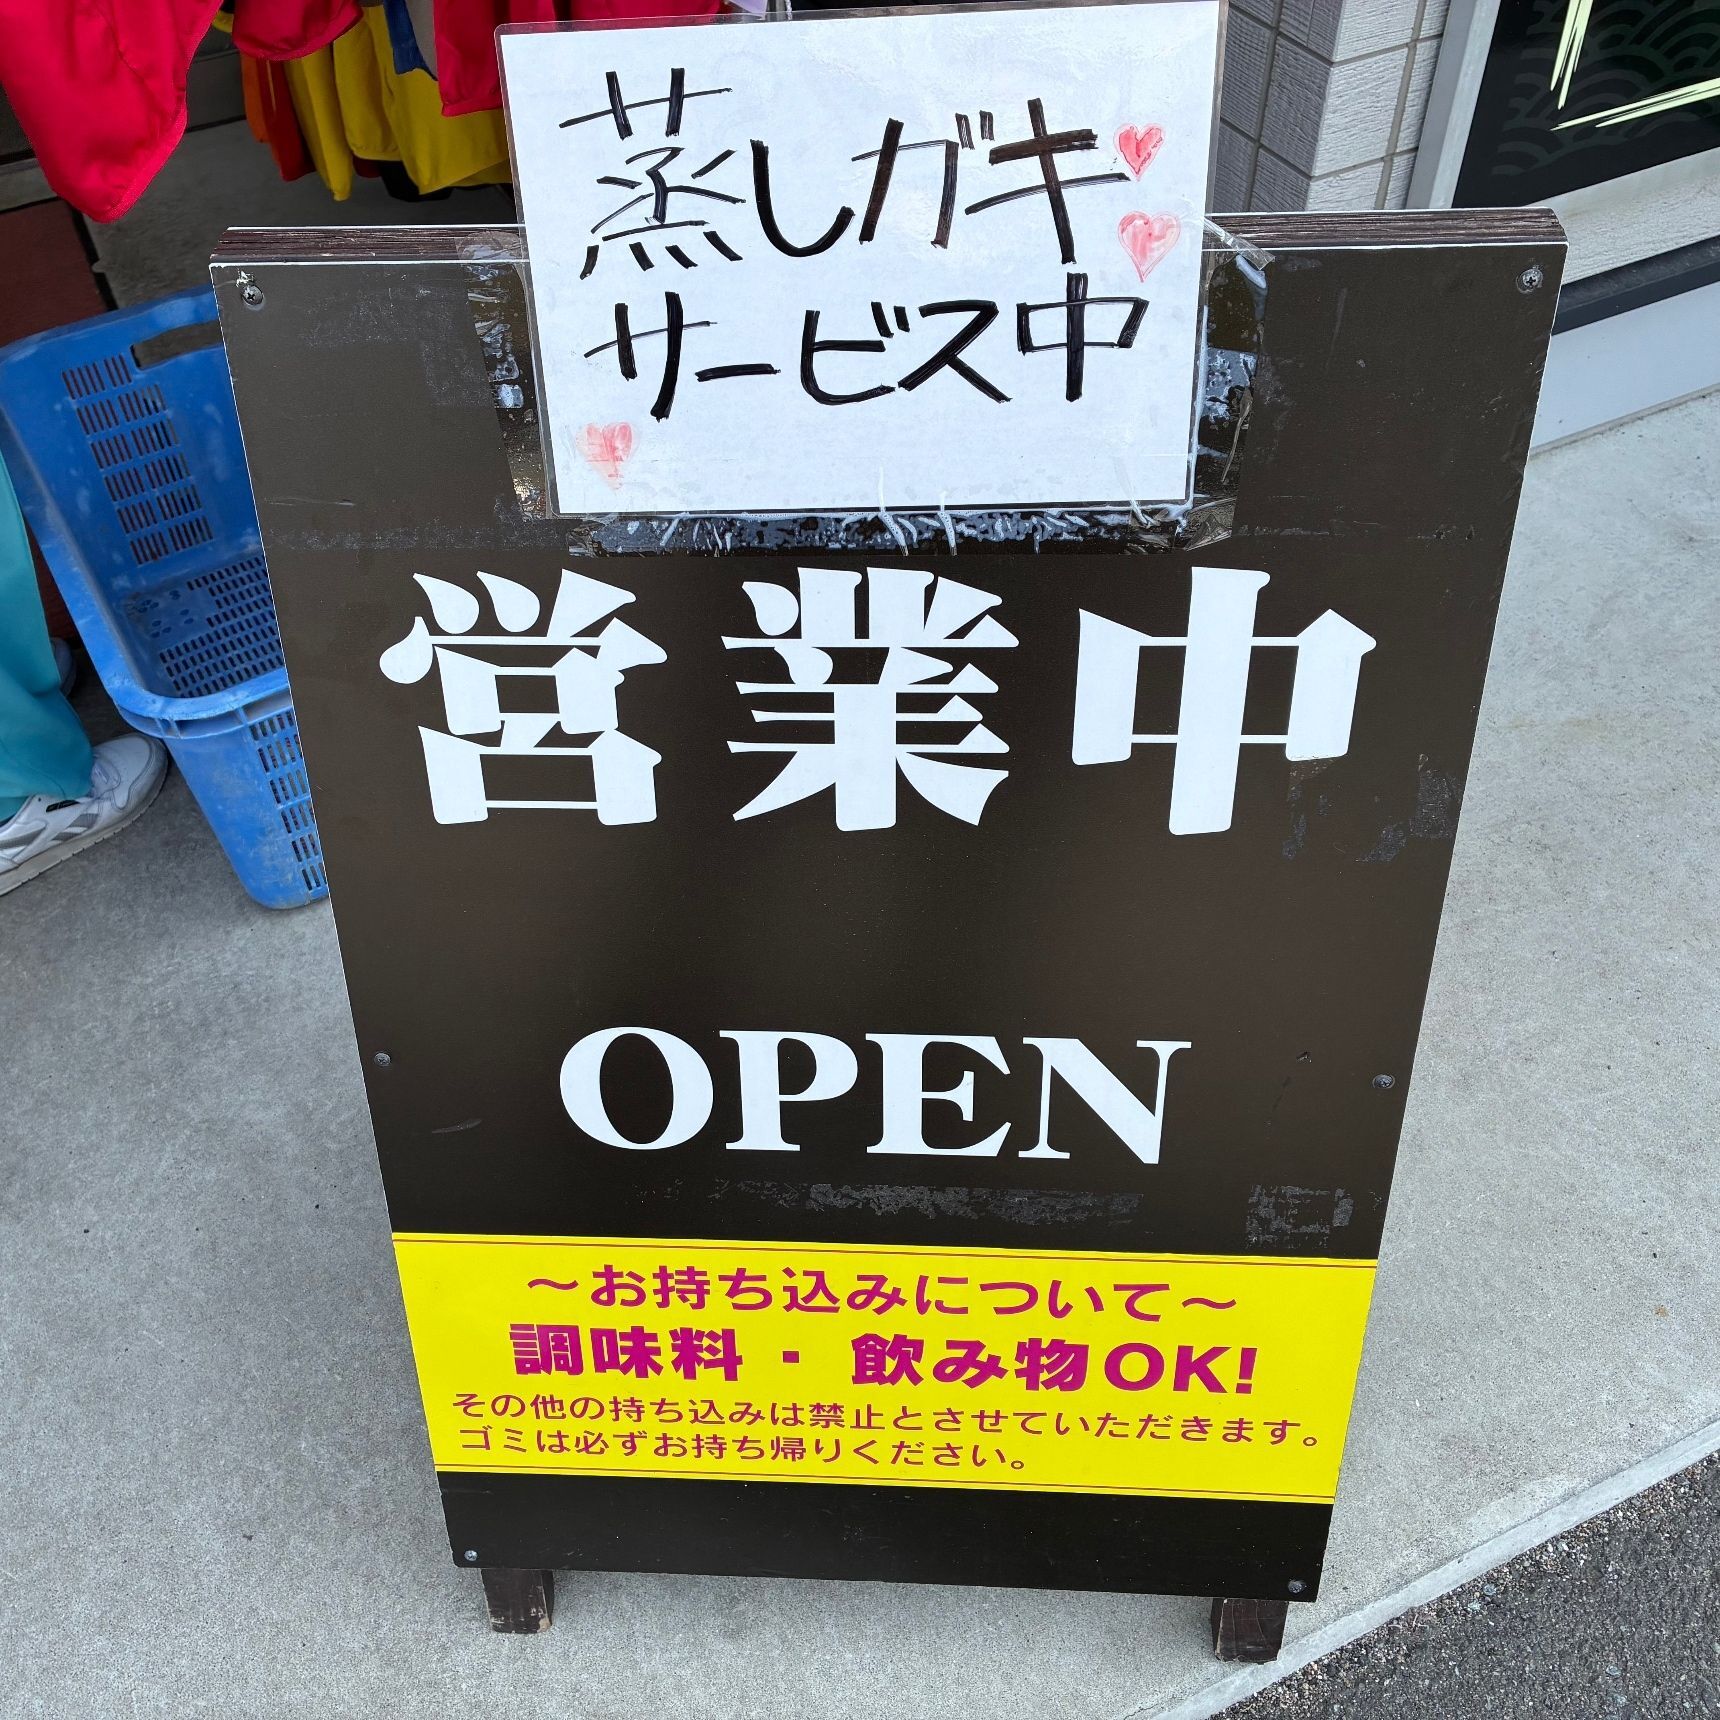 蒸しガキ
サービス中
営業中
OPEN
～お持ち込みについて～
調味料・飲み物OK!
その他の持ち込みは禁止とさせていただきます。
ゴミは必ずお持ち帰りください。